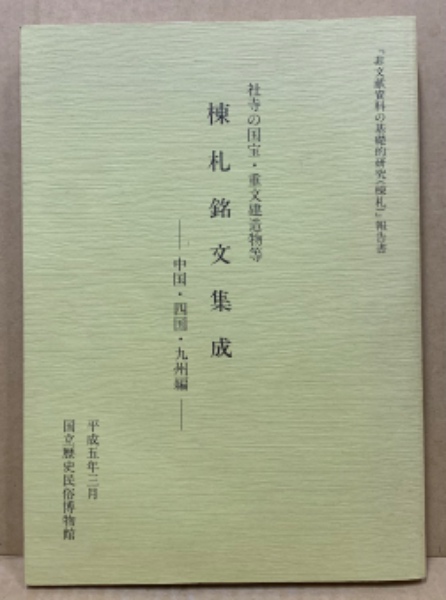 『非文献資料の基礎的研究(棟札)』報告書
社寺の国宝・重文建造物等
棟札銘文集成
──中国・四国・九州編──
平成五年三月
国立歴史民俗博物館